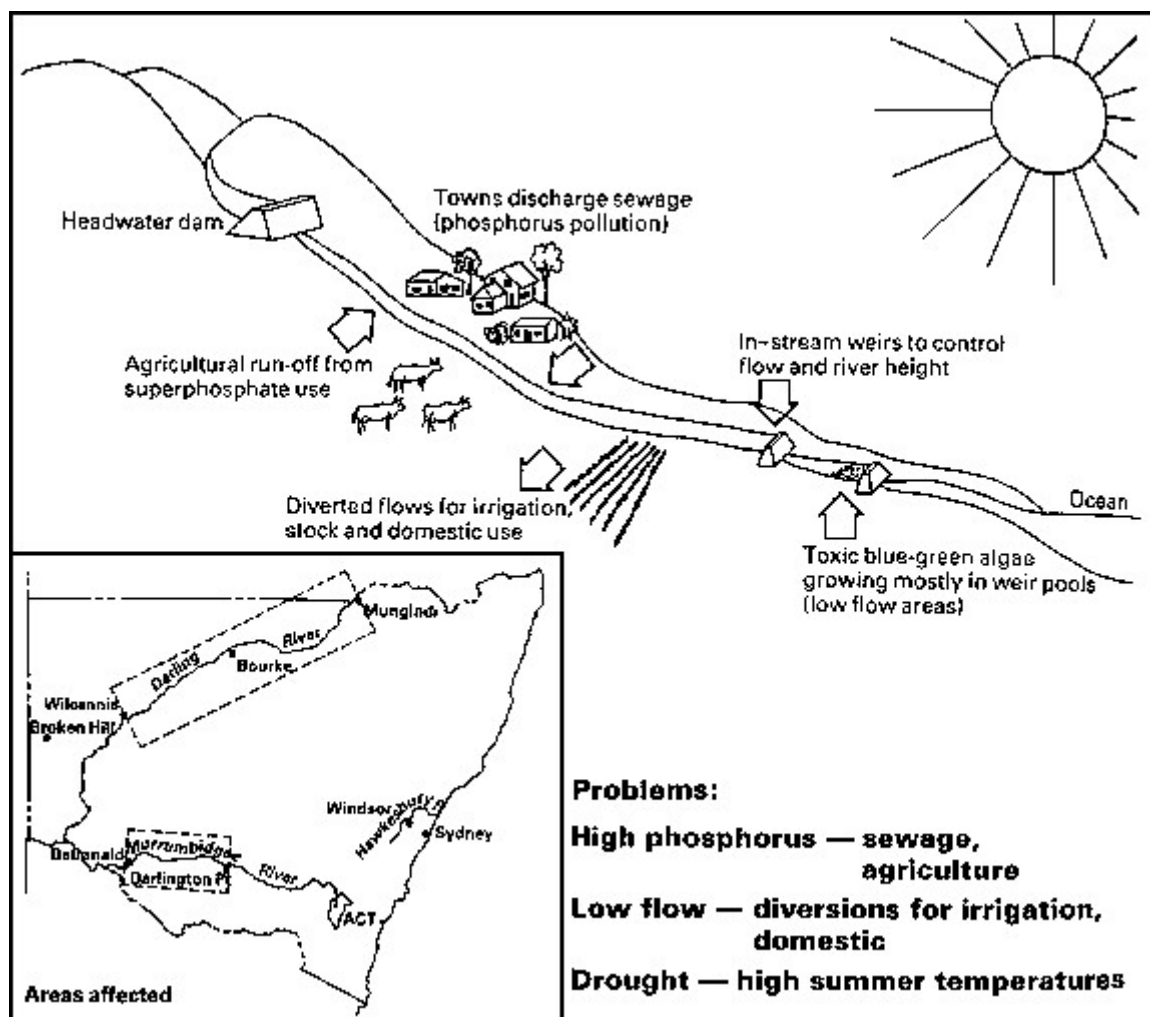 Headwater dam
Towns discharge sewage
(phosphorus pollution)
Agricultural run-off from
superphosphate use
In-stream weirs to control
flow and river height
Diverted flows for irrigation,
stock and domestic use
Ocean
Toxic blue-green algae
growing mostly in weir pools
(low flow areas)
Mungindi
Darling River
Bourke
Wilcannia
Broken Hill
Windsor
Hawkesbury R
Sydney
Murrumbidgee River
Darlington Pt
ACT
Areas affected
Problems:
High phosphorus — sewage,
agriculture
Low flow — diversions for irrigation,
domestic
Drought — high summer temperatures